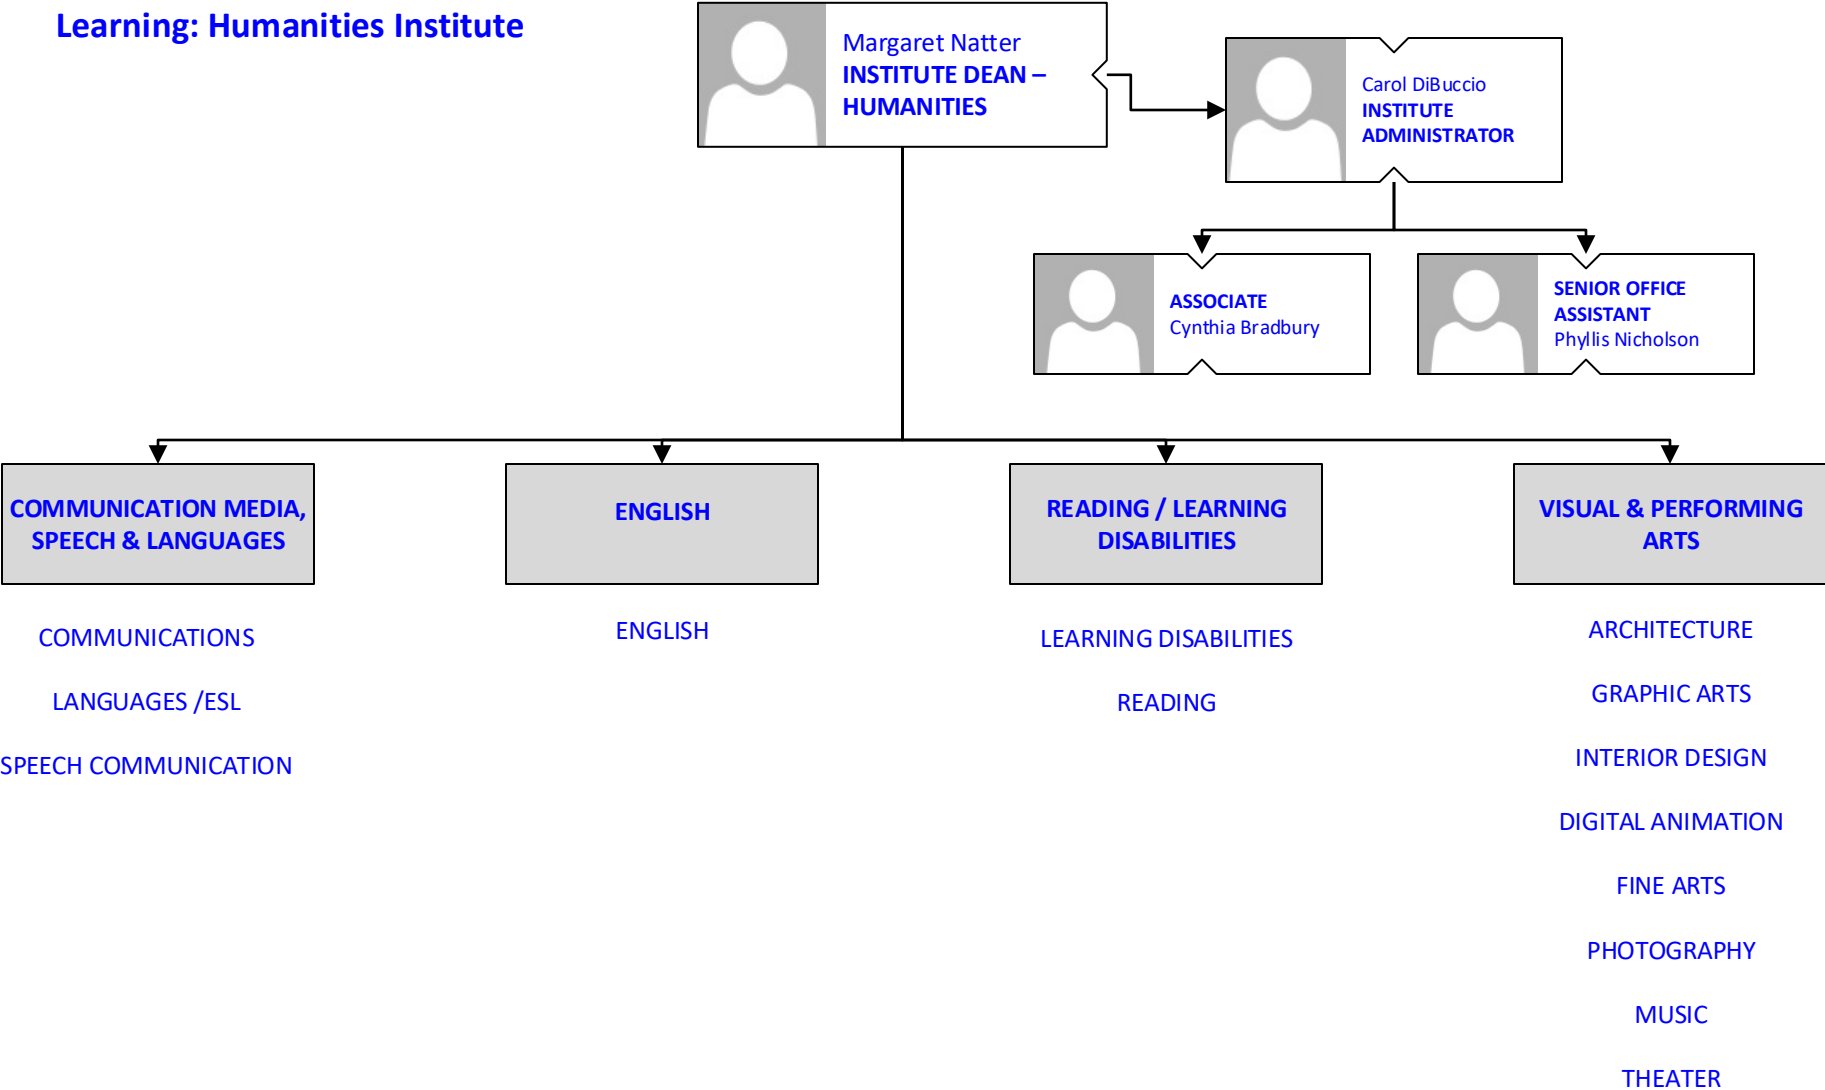 Learning: Humanities Institute
Margaret Natter
INSTITUTE DEAN –
HUMANITIES
Carol DiBuccio
INSTITUTE
ADMINISTRATOR
ASSOCIATE
Cynthia Bradbury
SENIOR OFFICE
ASSISTANT
Phyllis Nicholson
COMMUNICATION MEDIA,
SPEECH & LANGUAGES
COMMUNICATIONS
LANGUAGES /ESL
SPEECH COMMUNICATION
ENGLISH
ENGLISH
READING / LEARNING
DISABILITIES
LEARNING DISABILITIES
READING
VISUAL & PERFORMING
ARTS
ARCHITECTURE
GRAPHIC ARTS
INTERIOR DESIGN
DIGITAL ANIMATION
FINE ARTS
PHOTOGRAPHY
MUSIC
THEATER